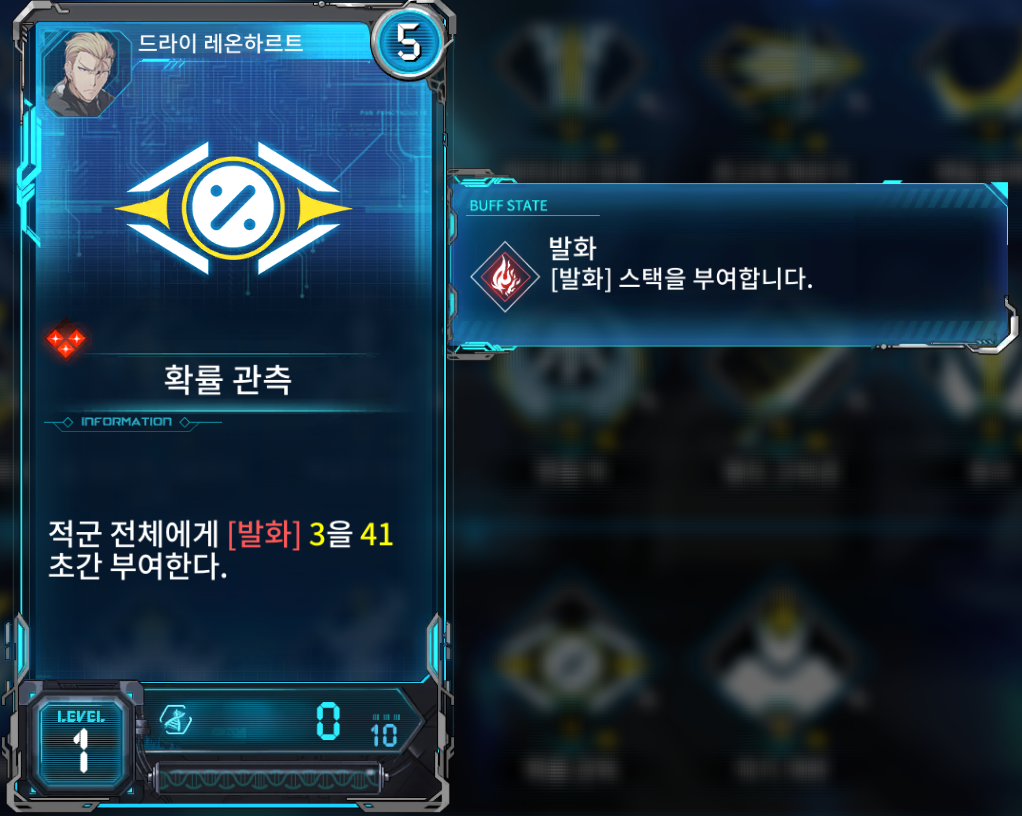 드라이 레온하르트
5
확률 관측
INFORMATION
적군 전체에게 [발화] 3을 41
초간 부여한다.
LEVEL
1
0
10
BUFF STATE
발화
[발화] 스택을 부여합니다.